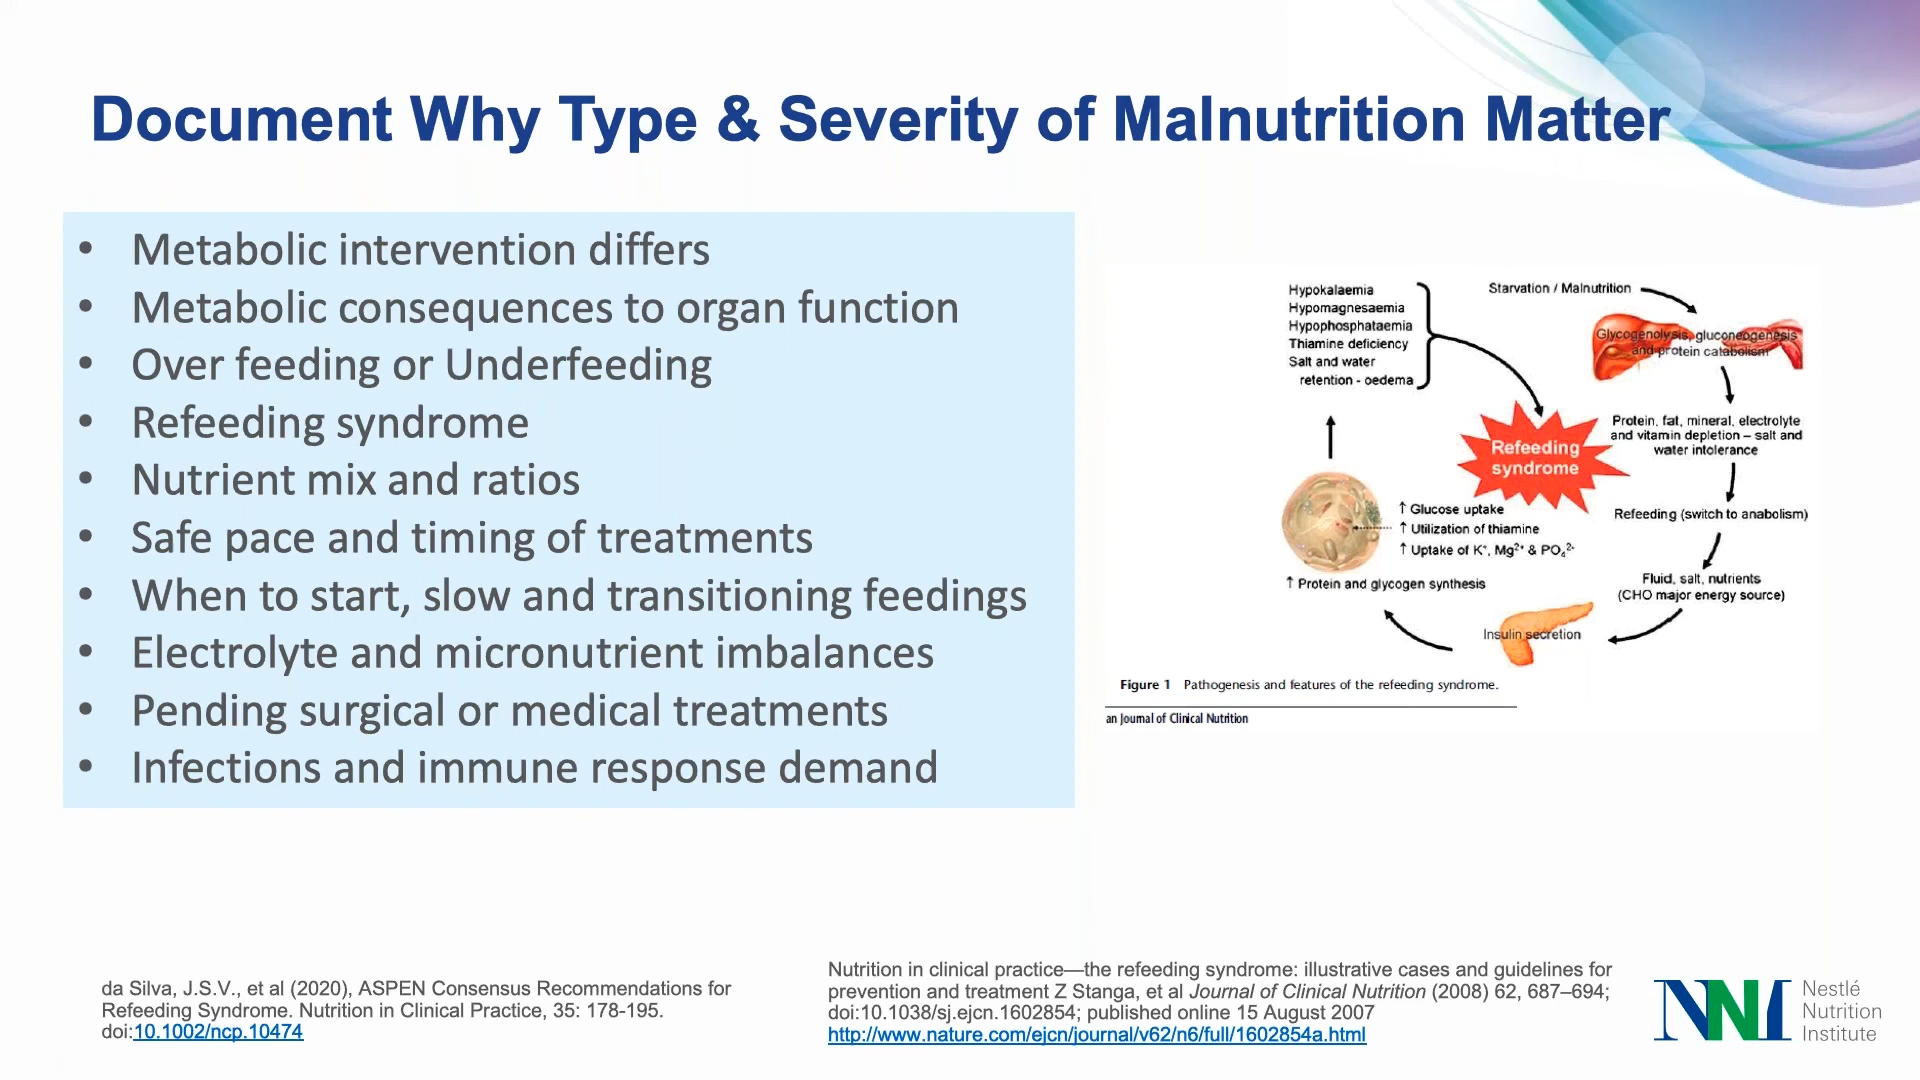 Document Why Type & Severity of Malnutrition Matter
• Metabolic intervention differs
• Metabolic consequences to organ function
• Over feeding or Underfeeding
• Refeeding syndrome
• Nutrient mix and ratios
• Safe pace and timing of treatments
• When to start, slow and transitioning feedings
• Electrolyte and micronutrient imbalances
• Pending surgical or medical treatments
• Infections and immune response demand
Hypokalaemia
Hypomagnesaemia
Hypophosphataemia
Thiamine deficiency
Salt and water
retention - oedema
Starvation / Malnutrition
Glycogenolysis, gluconeogenesis
and protein catabolism
Protein, fat, mineral, electrolyte
and vitamin depletion – salt and
water intolerance
Refeeding
syndrome
Refeeding (switch to anabolism)
Fluid, salt, nutrients
(CHO major energy source)
Insulin secretion
↑ Glucose uptake
↑ Utilization of thiamine
↑ Uptake of K⁺, Mg²⁺ & PO₄²⁻
↑ Protein and glycogen synthesis
Figure 1 Pathogenesis and features of the refeeding syndrome.
an Journal of Clinical Nutrition
da Silva, J.S.V., et al (2020), ASPEN Consensus Recommendations for
Refeeding Syndrome. Nutrition in Clinical Practice, 35: 178-195.
doi:10.1002/ncp.10474
Nutrition in clinical practice—the refeeding syndrome: illustrative cases and guidelines for
prevention and treatment Z Stanga, et al Journal of Clinical Nutrition (2008) 62, 687–694;
doi:10.1038/sj.ejcn.1602854; published online 15 August 2007
http://www.nature.com/ejcn/journal/v62/n6/full/1602854a.html
NNI
Nestlé
Nutrition
Institute